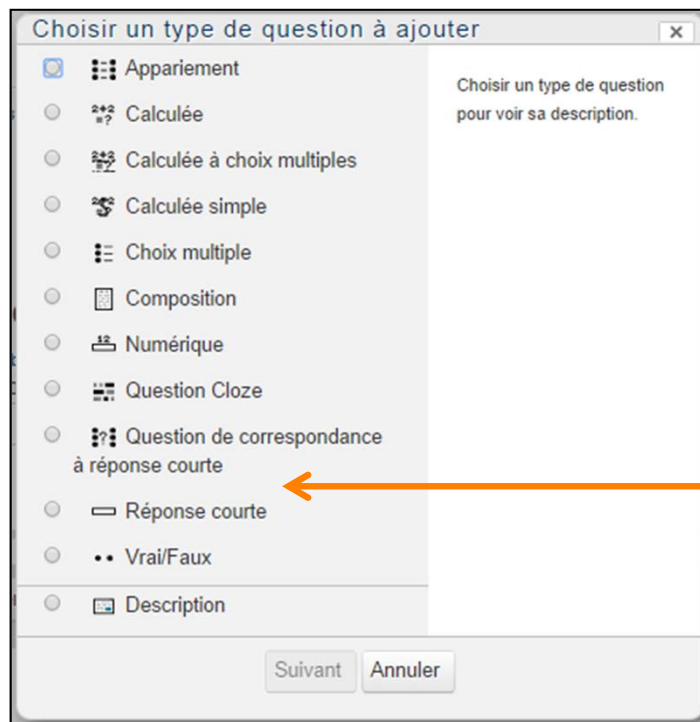 Choisir un type de question à ajouter
Appariement
Calculée
Calculée à choix multiples
Calculée simple
Choix multiple
Composition
Numérique
Question Cloze
Question de correspondance
à réponse courte
Réponse courte
Vrai/Faux
Description
Choisir un type de question
pour voir sa description.
Suivant Annuler